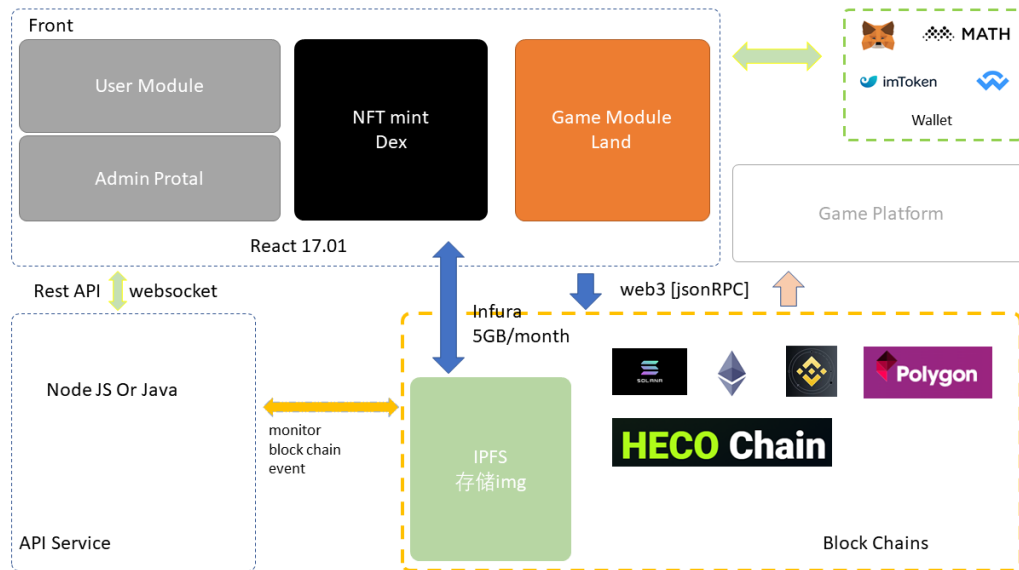 Front
User Module
Admin Protal
NFT mint
Dex
Game Module
Land
React 17.01
MATH
imToken
Wallet
Game Platform
Rest API
websocket
Infura
5GB/month
web3 [jsonRPC]
Node JS Or Java
API Service
monitor
block chain
event
IPFS
存储img
SOLANA
Polygon
HECO Chain
Block Chains